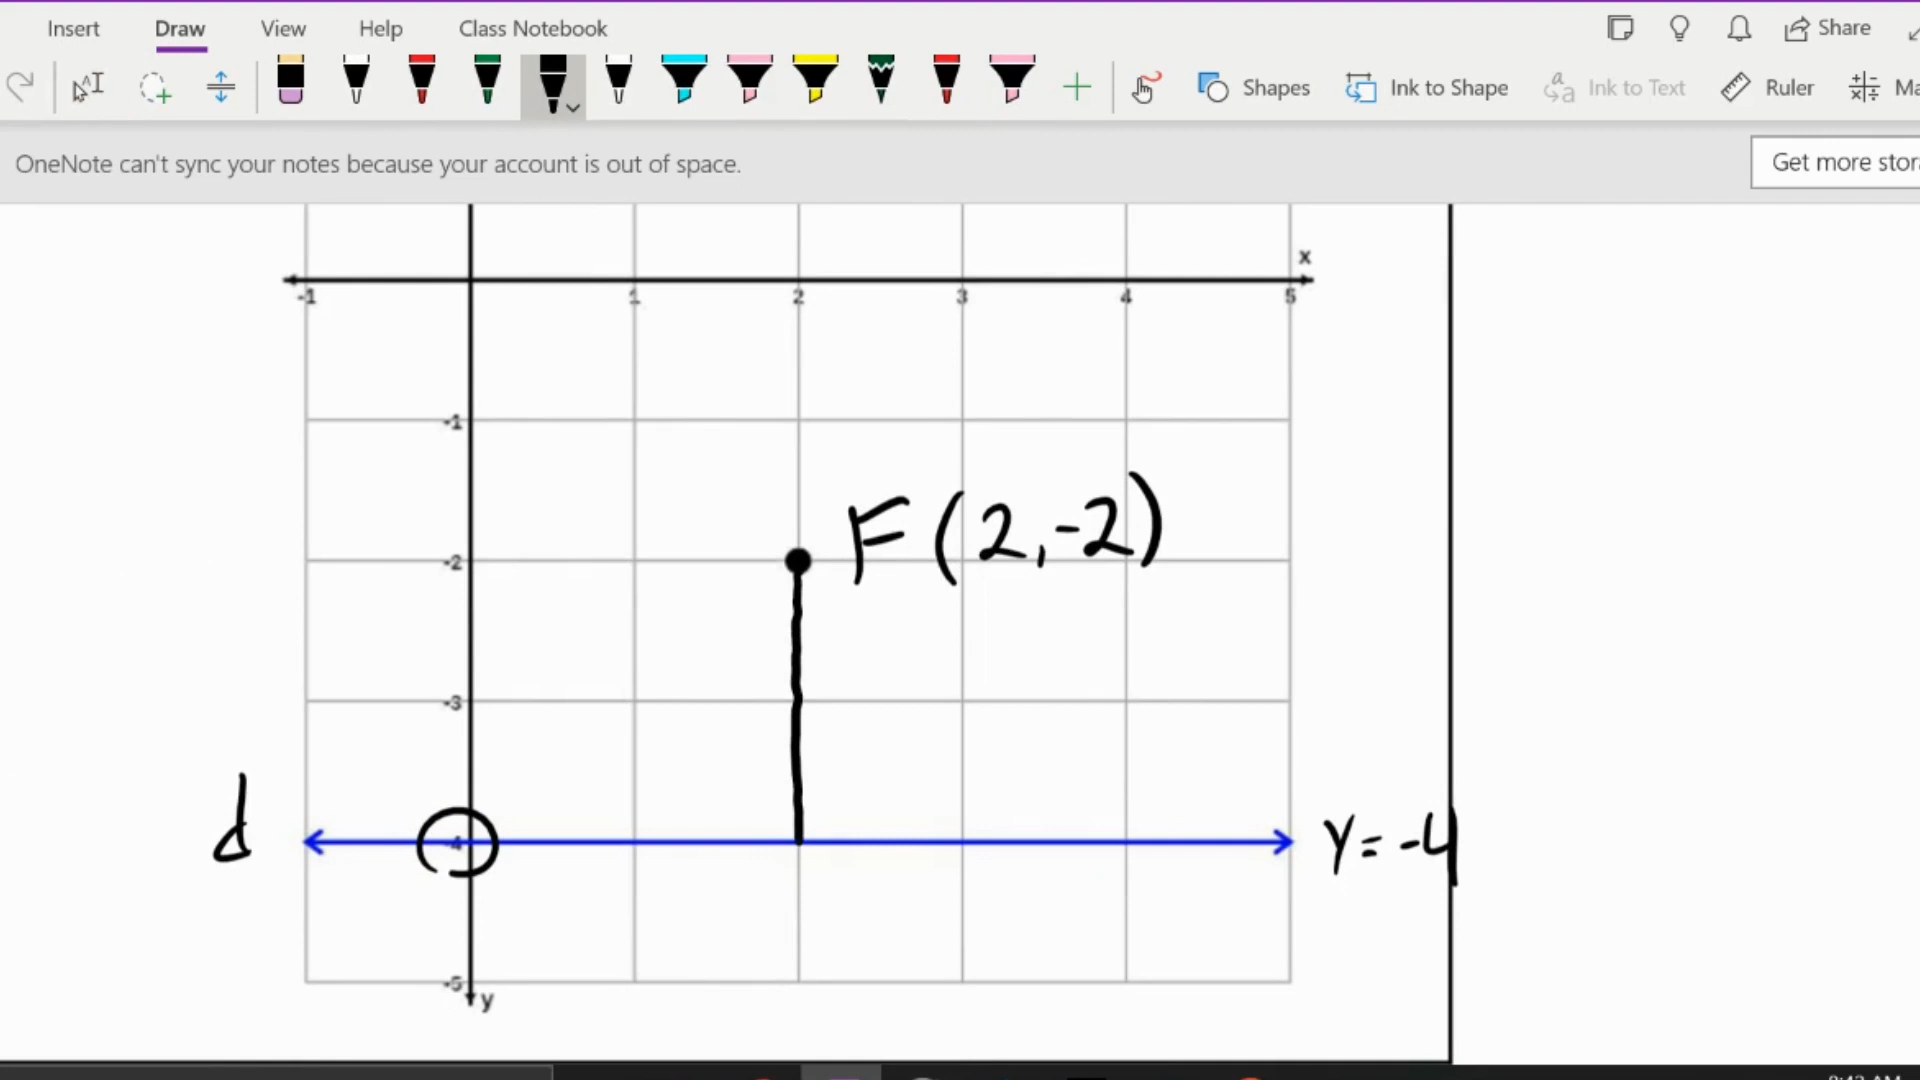 Insert Draw View Help Class Notebook Share
Shapes Ink to Shape Ink to Text Ruler
OneNote can't sync your notes because your account is out of space.
Get more stor
x
-1 1 2 3 4 5
-1
F (2,-2)
-2
-3
d
-4
y = -4
-5
y